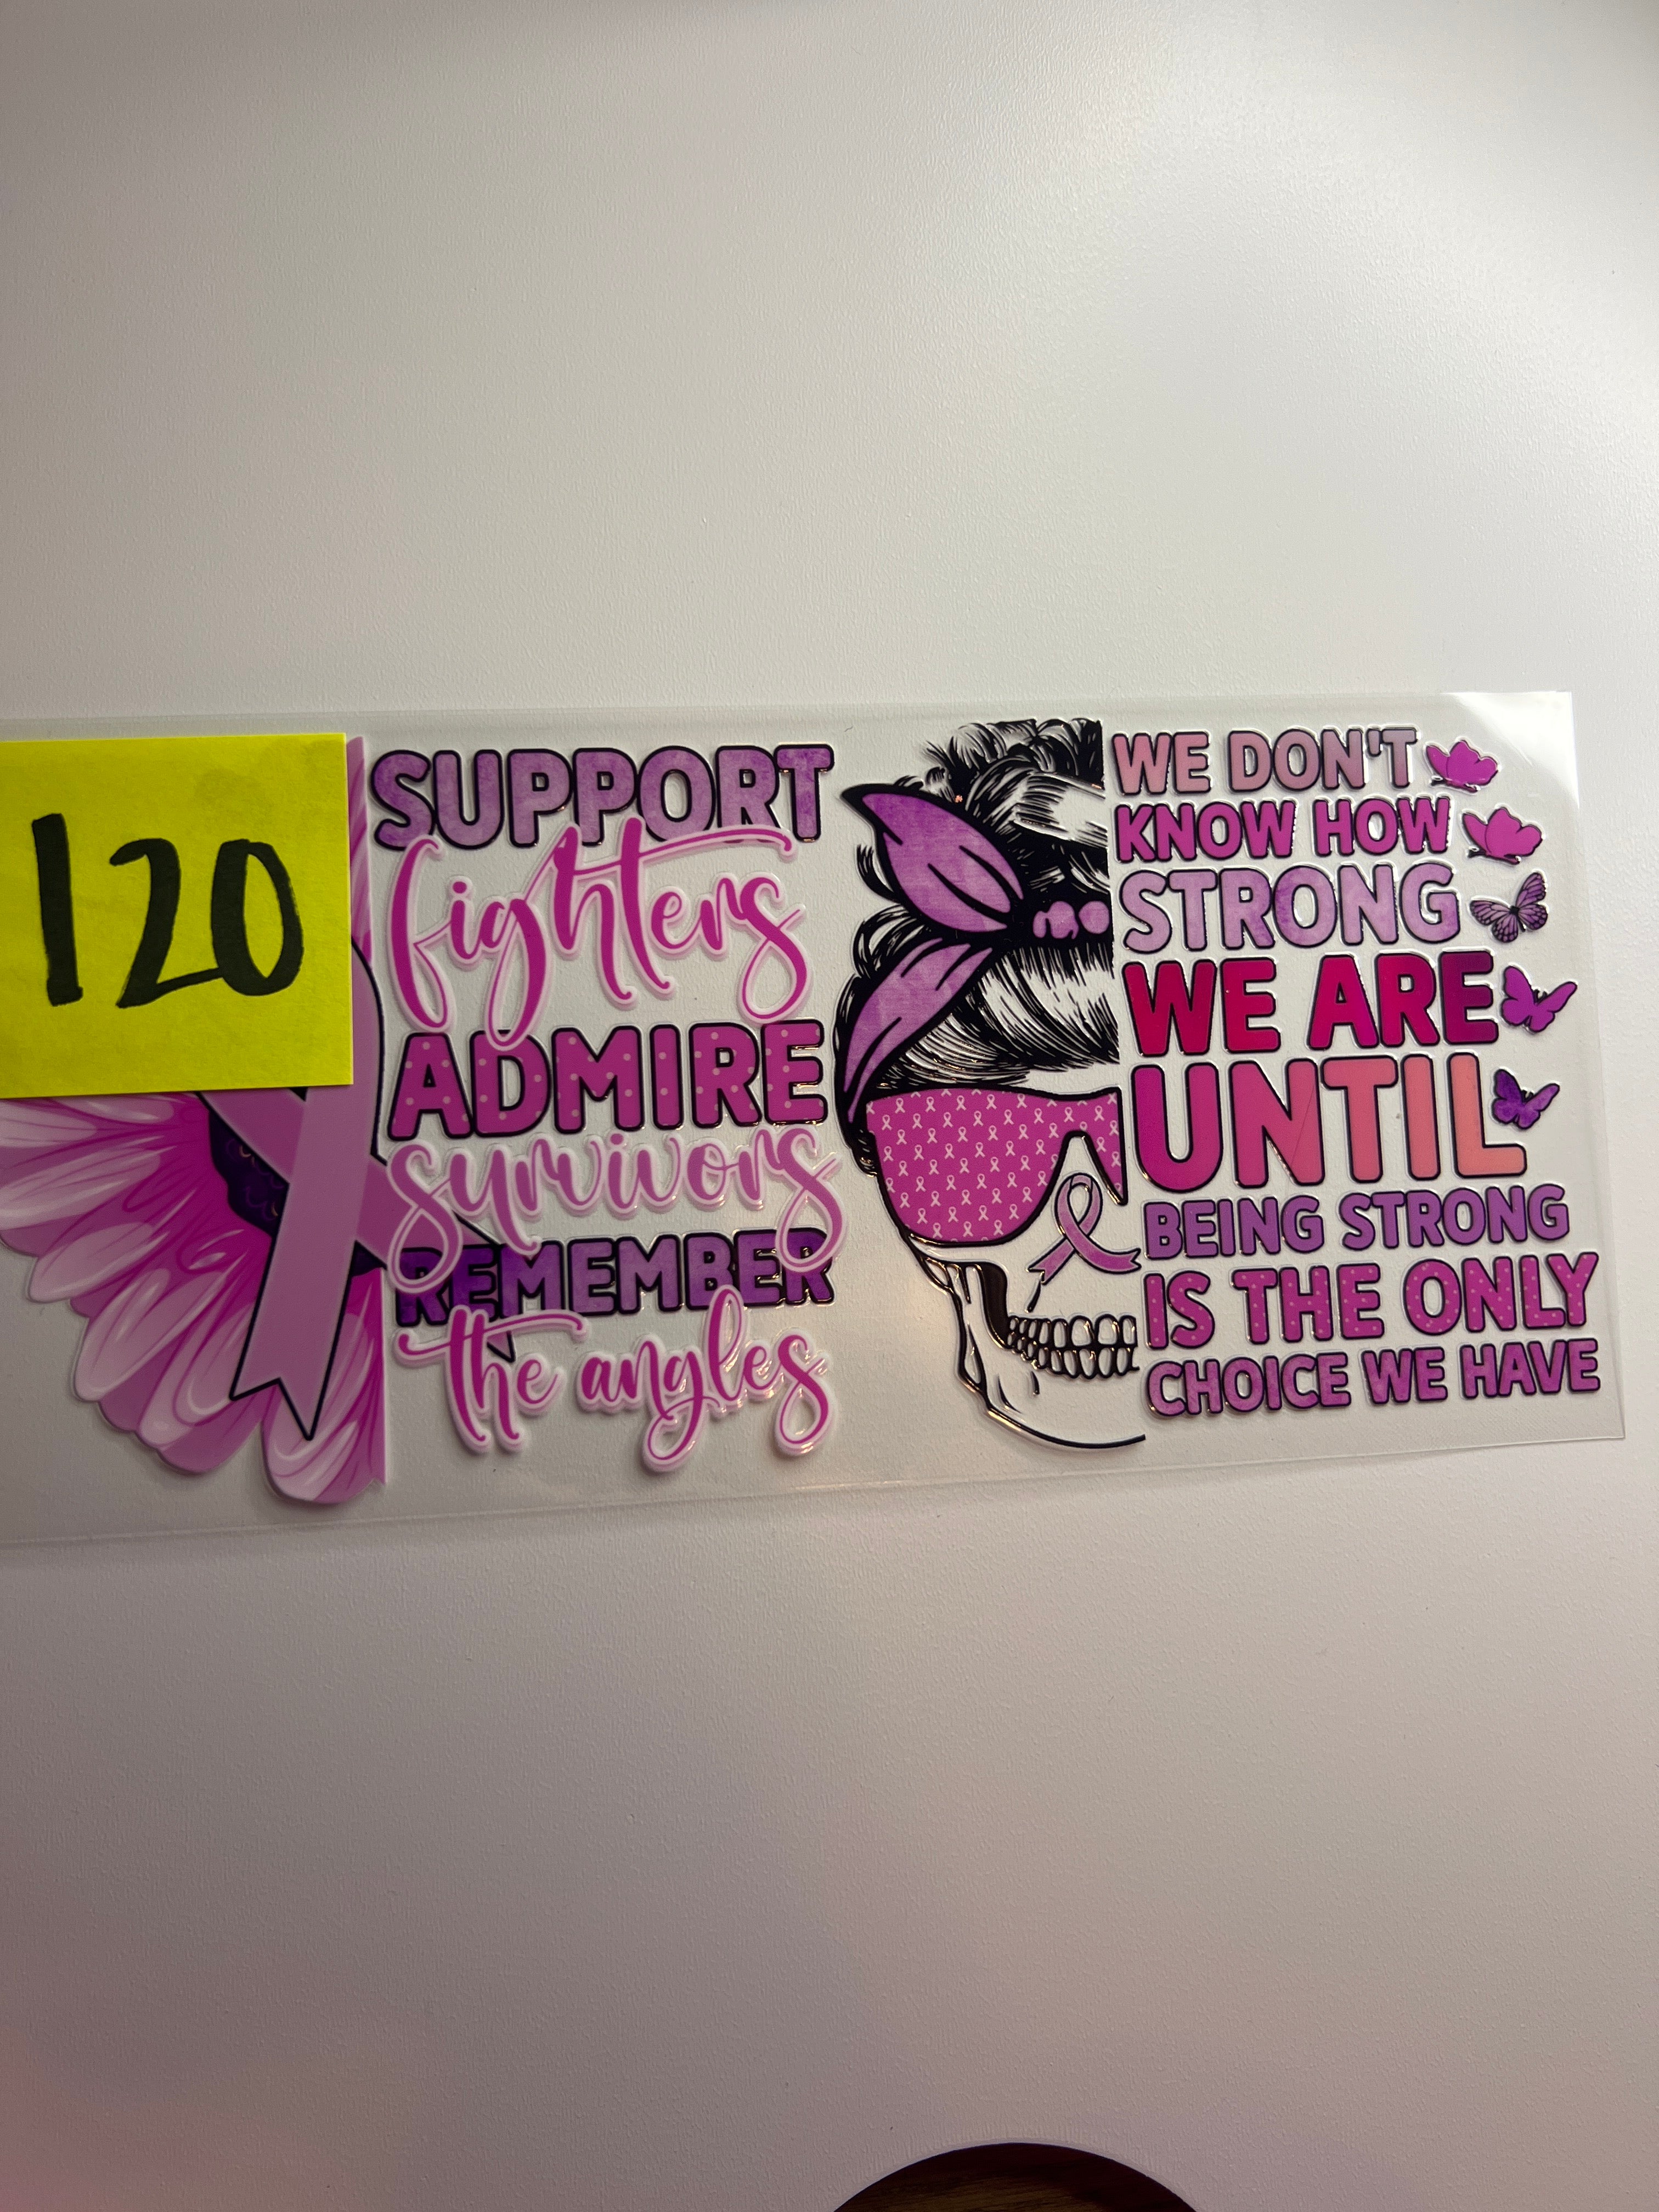 120
SUPPORT
fighters
ADMIRE
survivors
REMEMBER
the angles
WE DON'T
KNOW HOW
STRONG
WE ARE
UNTIL
BEING STRONG
IS THE ONLY
CHOICE WE HAVE